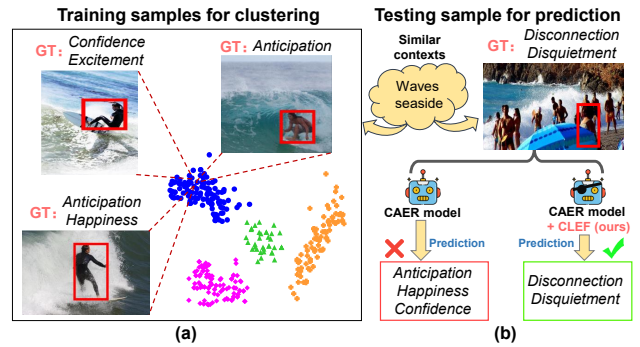 Training samples for clustering
GT: Confidence
Excitement
GT: Anticipation
GT: Anticipation
Happiness
(a)
Testing sample for prediction
Similar
contexts
GT: Disconnection
Disquietment
Waves
seaside
CAER model
CAER model
+ CLEF (ours)
Prediction
Prediction
Anticipation
Happiness
Confidence
Disconnection
Disquietment
(b)